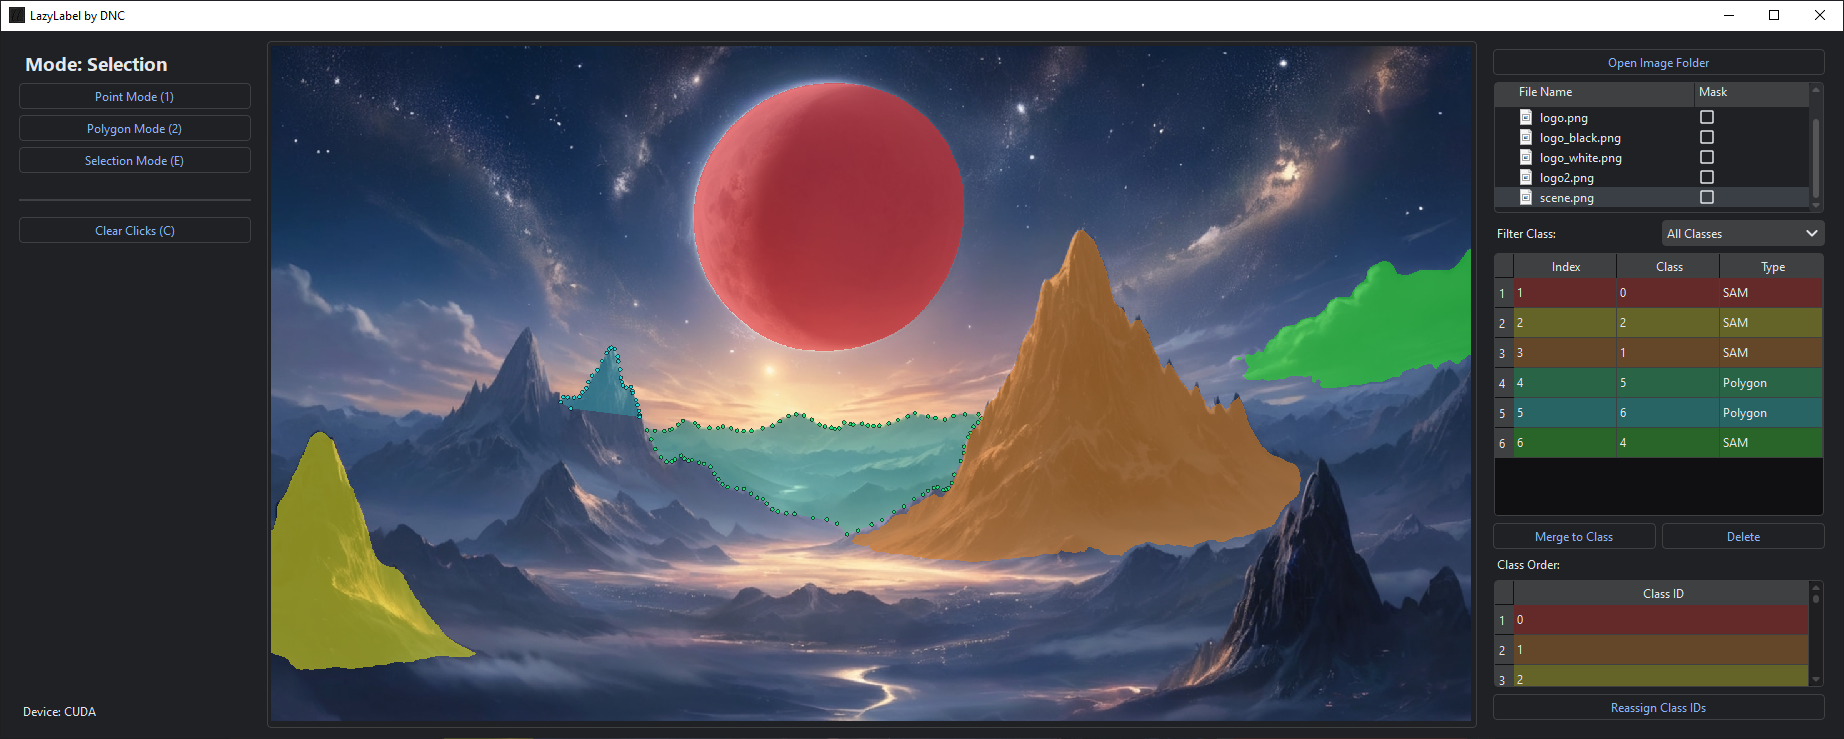 LazyLabel by DNC
Mode: Selection
Point Mode (1)
Polygon Mode (2)
Selection Mode (E)
Clear Clicks (C)
Device: CUDA
Open Image Folder
File Name Mask
logo.png
logo_black.png
logo_white.png
logo2.png
scene.png
Filter Class: All Classes
Index Class Type
1 1 0 SAM
2 2 2 SAM
3 3 1 SAM
4 4 5 Polygon
5 5 6 Polygon
6 6 4 SAM
Merge to Class Delete
Class Order:
Class ID
1 0
2 1
3 2
Reassign Class IDs